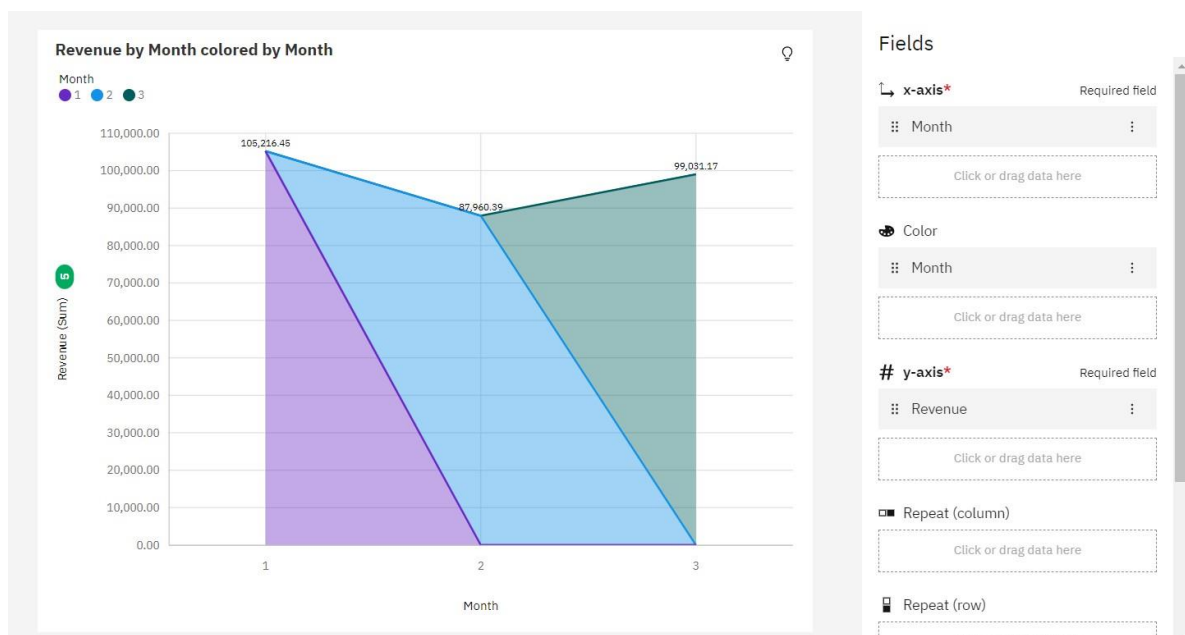 Revenue by Month colored by Month
Month
1 2 3
110,000.00
100,000.00
90,000.00
80,000.00
70,000.00
60,000.00
50,000.00
40,000.00
30,000.00
20,000.00
10,000.00
0.00
Revenue (Sum) 5
105,216.45
87,960.39
99,031.17
1 2 3
Month
Fields
x-axis* Required field
Month
Click or drag data here
Color
Month
Click or drag data here
# y-axis* Required field
Revenue
Click or drag data here
Repeat (column)
Click or drag data here
Repeat (row)